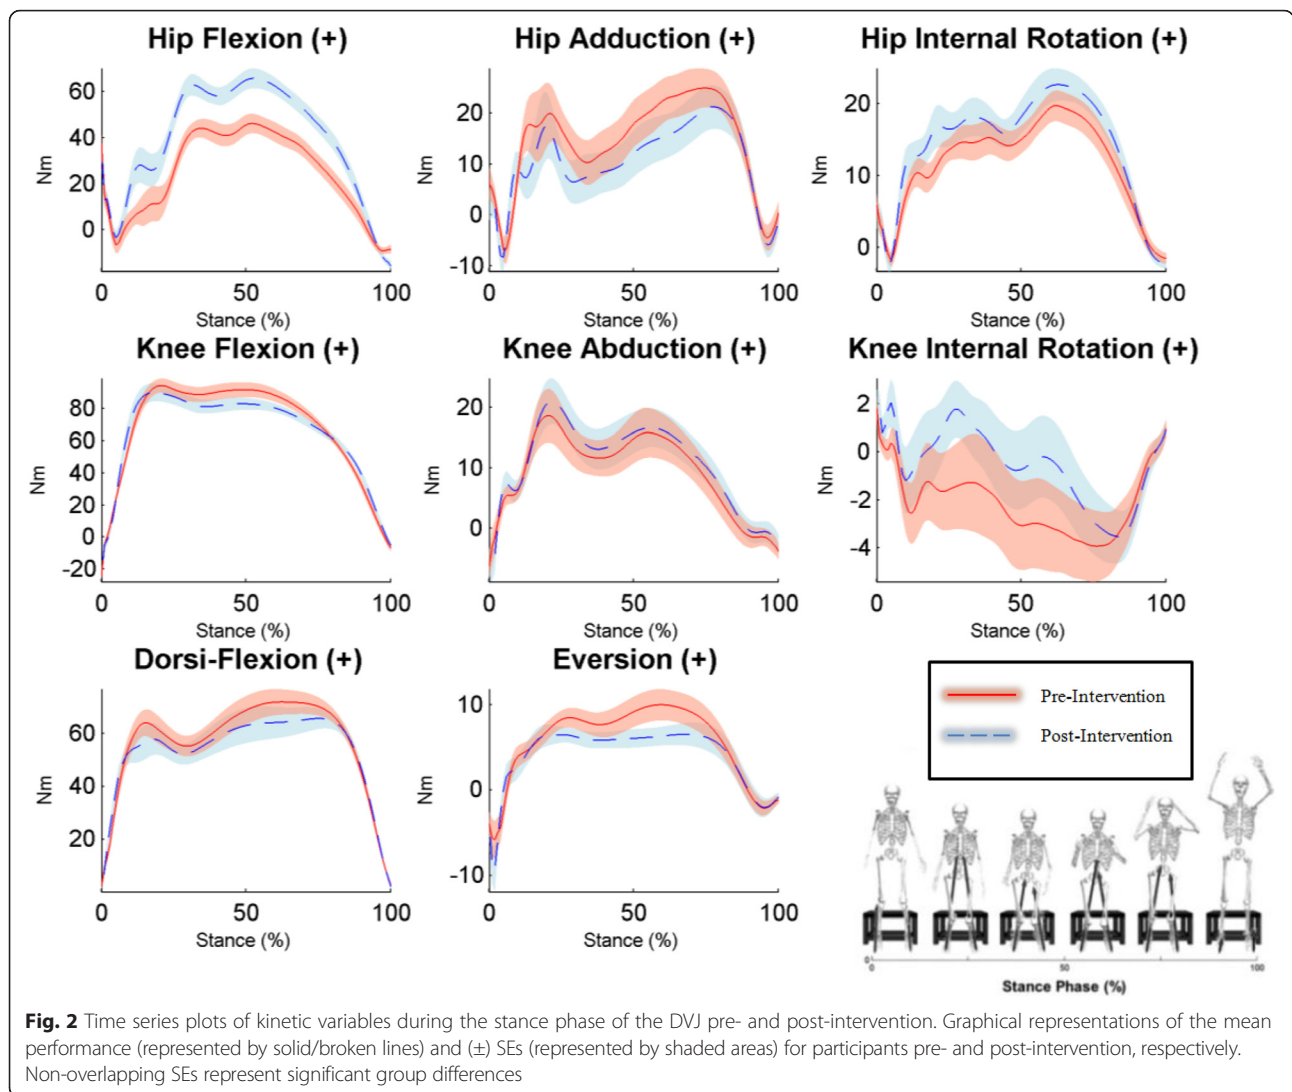 Hip Flexion (+)
Hip Adduction (+)
Hip Internal Rotation (+)
60
40
20
0
Nm
0
50
100
Stance (%)
20
10
0
-10
Nm
0
50
100
Stance (%)
20
10
0
Nm
0
50
100
Stance (%)
Knee Flexion (+)
Knee Abduction (+)
Knee Internal Rotation (+)
80
60
40
20
0
-20
Nm
0
50
100
Stance (%)
20
10
0
Nm
0
50
100
Stance (%)
2
0
-2
-4
Nm
0
50
100
Stance (%)
Dorsi-Flexion (+)
Eversion (+)
60
40
20
Nm
0
50
100
Stance (%)
10
0
-10
Nm
0
50
100
Stance (%)
Pre-Intervention
Post-Intervention
0
0
50
100
Stance Phase (%)
Fig. 2 Time series plots of kinetic variables during the stance phase of the DVJ pre- and post-intervention. Graphical representations of the mean
performance (represented by solid/broken lines) and (±) SEs (represented by shaded areas) for participants pre- and post-intervention, respectively.
Non-overlapping SEs represent significant group differences